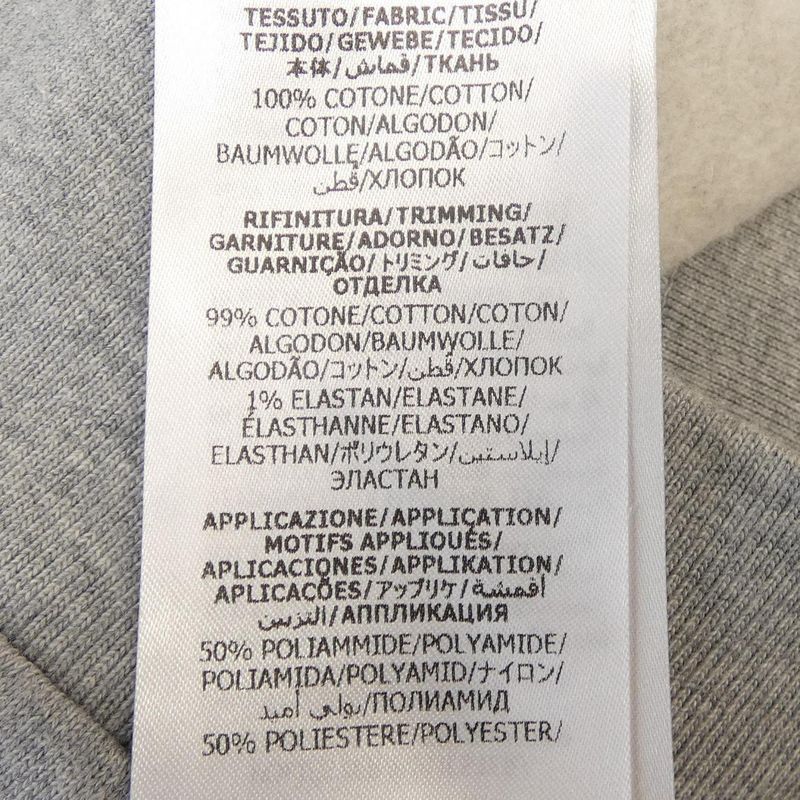 TESSUTO/FABRIC/TISSU/
TEJIDO/GEWEBE/TECIDO/
本体/قماش/ТКАНЬ
100% COTONE/COTTON/
COTON/ALGODON/
BAUMWOLLE/ALGODÃO/コットン/
قطن/ХЛОПОК
RIFINITURA/TRIMMING/
GARNITURE/ADORNO/BESATZ/
GUARNIÇÃO/トリミング/حافات/
ОТДЕЛКА
99% COTONE/COTTON/COTON/
ALGODON/BAUMWOLLE/
ALGODÃO/コットン/قطن/ХЛОПОК
1% ELASTAN/ELASTANE/
ÉLASTHANNE/ELASTANO/
ELASTHAN/ポリウレタン/إيلاستين/
ЭЛАСТАН
APPLICAZIONE/APPLICATION/
MOTIFS APPLIQUÉS/
APLICACIONES/APPLIKATION/
APLICAÇÕES/アップリケ/أقمشة
التزيين/АППЛИКАЦИЯ
50% POLIAMMIDE/POLYAMIDE/
POLIAMIDA/POLYAMID/ナイロン/
بولي أميد/ПОЛИАМИД
50% POLIESTERE/POLYESTER/